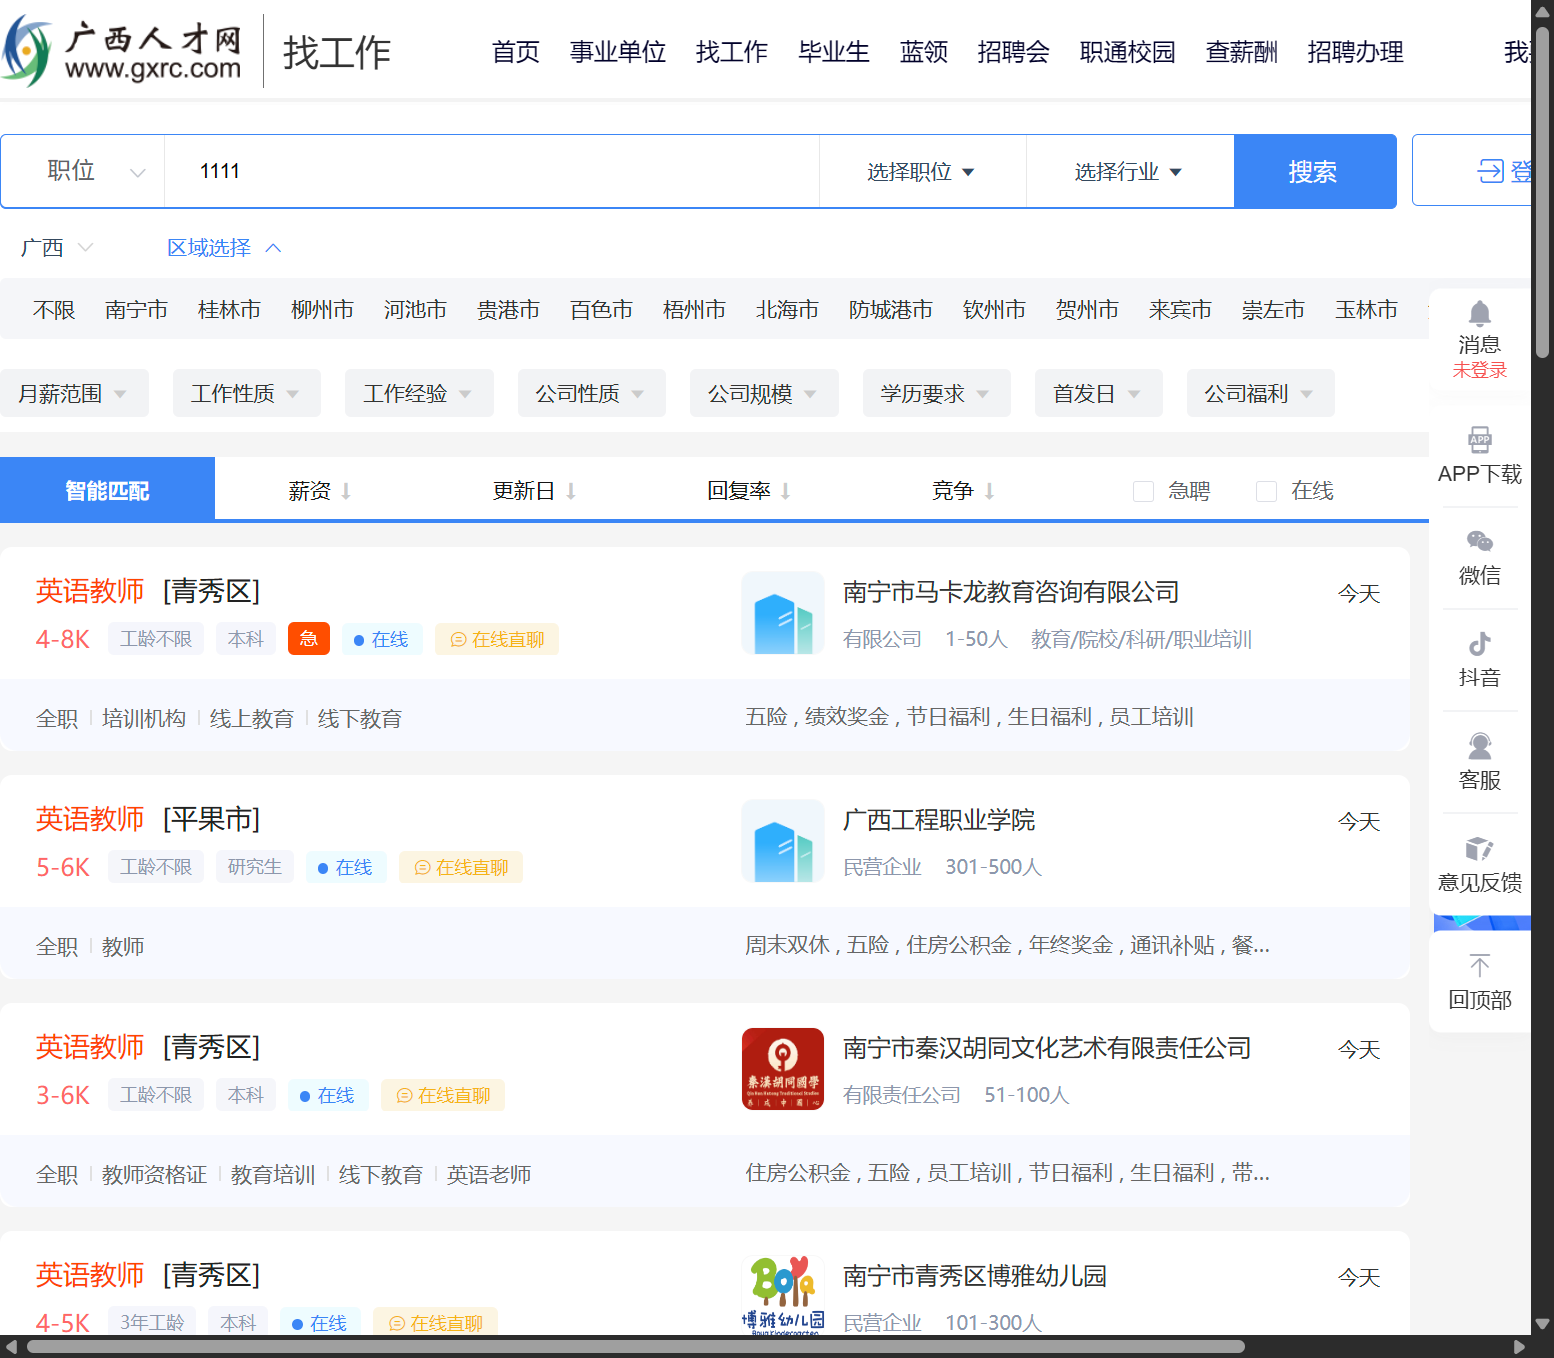 广西人才网
www.gxrc.com
找工作
首页 事业单位 找工作 毕业生 蓝领 招聘会 职通校园 查薪酬 招聘办理
职位 1111 选择职位 选择行业 搜索
广西 区域选择
不限 南宁市 桂林市 柳州市 河池市 贵港市 百色市 梧州市 北海市 防城港市 钦州市 贺州市 来宾市 崇左市 玉林市
月薪范围 工作性质 工作经验 公司性质 公司规模 学历要求 首发日 公司福利
智能匹配 薪资 更新日 回复率 竞争 急聘 在线
英语教师 [青秀区] 南宁市马卡龙教育咨询有限公司 今天
4-8K 工龄不限 本科 急 在线 在线直聊 有限公司 1-50人 教育/院校/科研/职业培训
全职 培训机构 线上教育 线下教育 五险 , 绩效奖金 , 节日福利 , 生日福利 , 员工培训
英语教师 [平果市] 广西工程职业学院 今天
5-6K 工龄不限 研究生 在线 在线直聊 民营企业 301-500人
全职 教师 周末双休 , 五险 , 住房公积金 , 年终奖金 , 通讯补贴 , 餐...
英语教师 [青秀区] 南宁市秦汉胡同文化艺术有限责任公司 今天
3-6K 工龄不限 本科 在线 在线直聊 有限责任公司 51-100人
秦漢胡同國學
全职 教师资格证 教育培训 线下教育 英语老师 住房公积金 , 五险 , 员工培训 , 节日福利 , 生日福利 , 带...
英语教师 [青秀区] 南宁市青秀区博雅幼儿园 今天
4-5K 3年工龄 本科 在线 在线直聊 民营企业 101-300人
Boya
博雅幼儿园
消息
未登录
APP
APP下载
微信
抖音
客服
意见反馈
回顶部